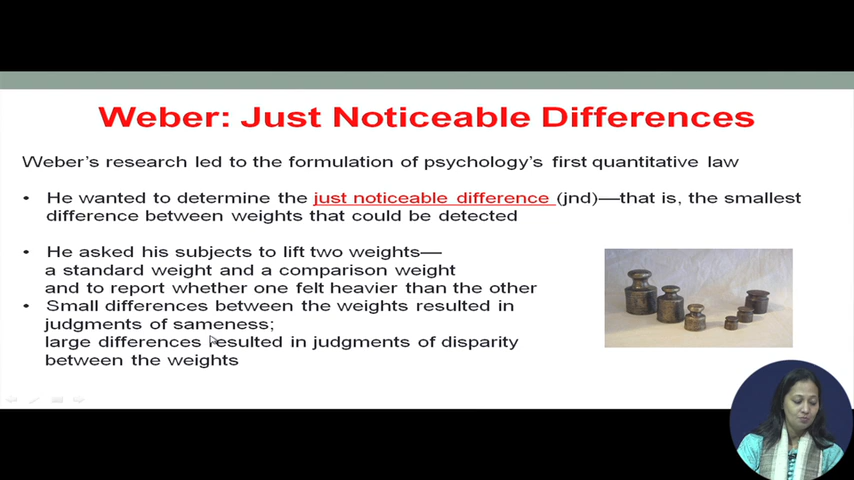 Weber: Just Noticeable Differences
Weber's research led to the formulation of psychology's first quantitative law
• He wanted to determine the just noticeable difference (jnd)—that is, the smallest
difference between weights that could be detected
• He asked his subjects to lift two weights—
a standard weight and a comparison weight
and to report whether one felt heavier than the other
• Small differences between the weights resulted in
judgments of sameness;
large differences resulted in judgments of disparity
between the weights